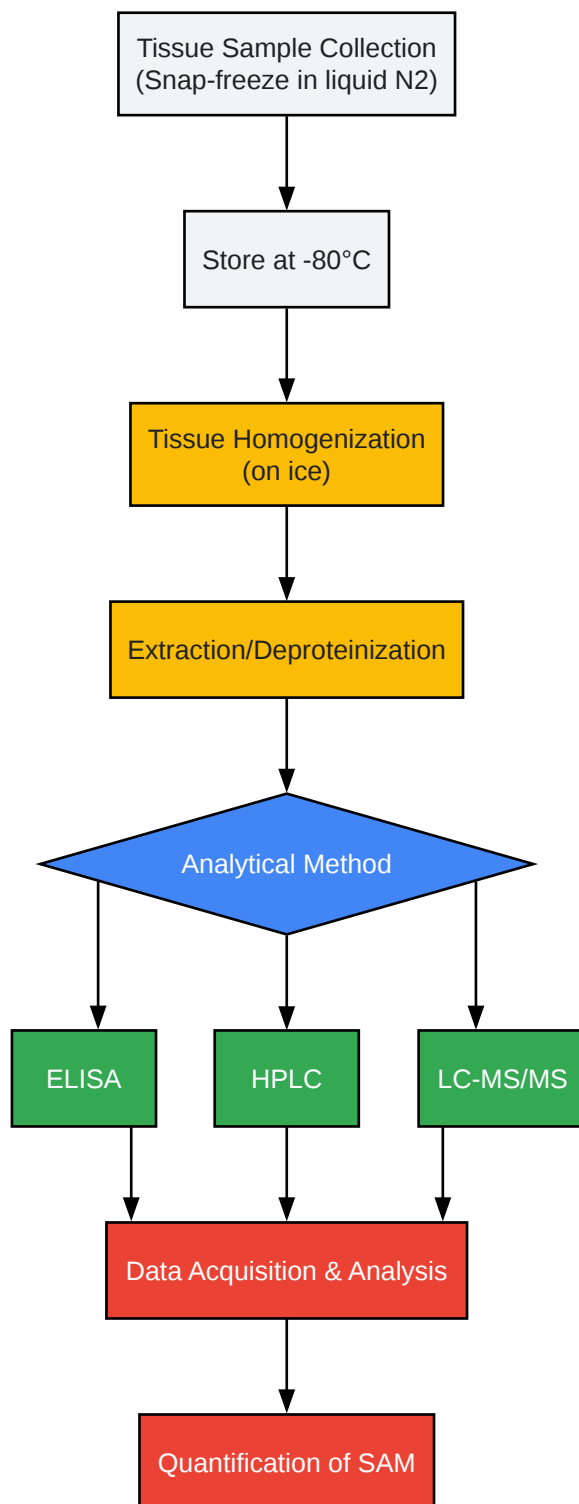 Tissue Sample Collection
(Snap-freeze in liquid N2)
Store at -80°C
Tissue Homogenization
(on ice)
Extraction/Deproteinization
Analytical Method
ELISA
HPLC
LC-MS/MS
Data Acquisition & Analysis
Quantification of SAM